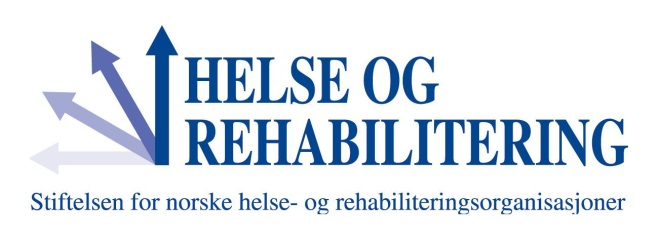 HELSE OG
REHABILITERING
Stiftelsen for norske helse- og rehabiliteringsorganisasjoner